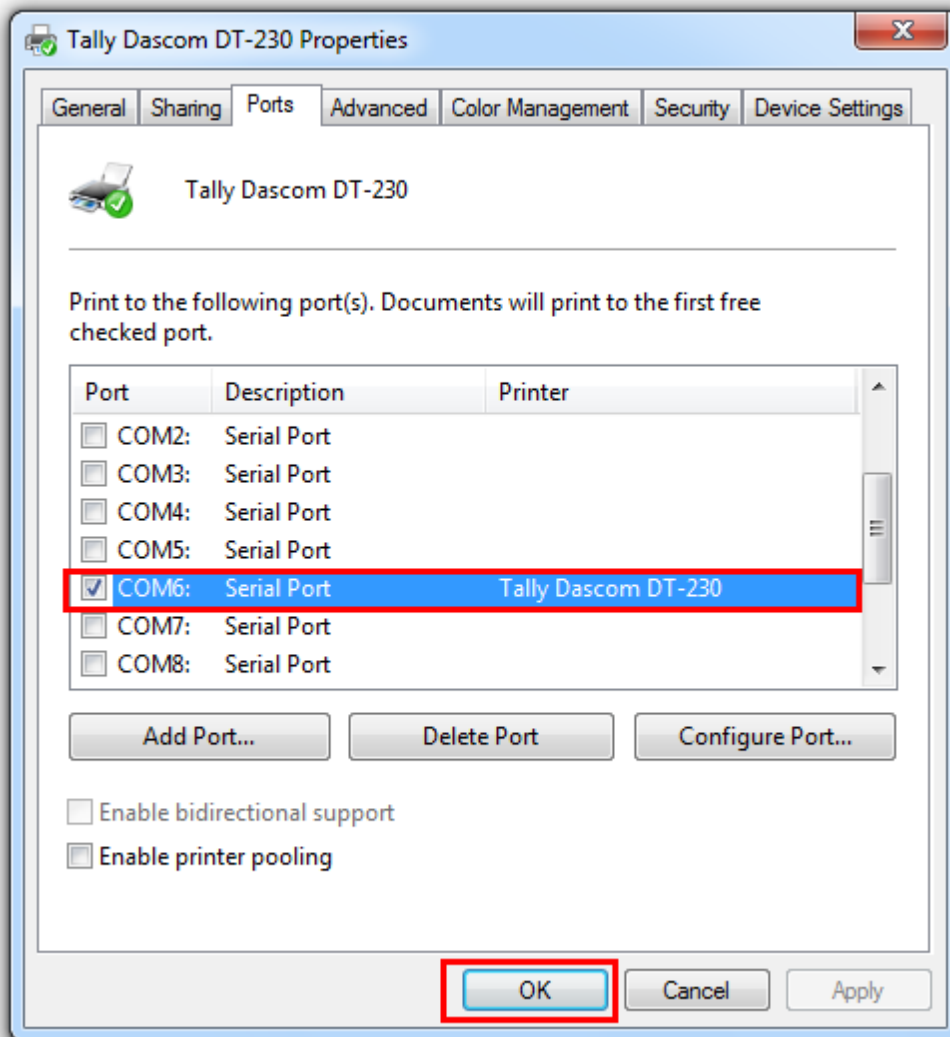 Tally Dascom DT-230 Properties
General Sharing Ports Advanced Color Management Security Device Settings
Tally Dascom DT-230
Print to the following port(s). Documents will print to the first free
checked port.
Port Description Printer
COM2: Serial Port
COM3: Serial Port
COM4: Serial Port
COM5: Serial Port
COM6: Serial Port Tally Dascom DT-230
COM7: Serial Port
COM8: Serial Port
Add Port... Delete Port Configure Port...
Enable bidirectional support
Enable printer pooling
OK Cancel Apply